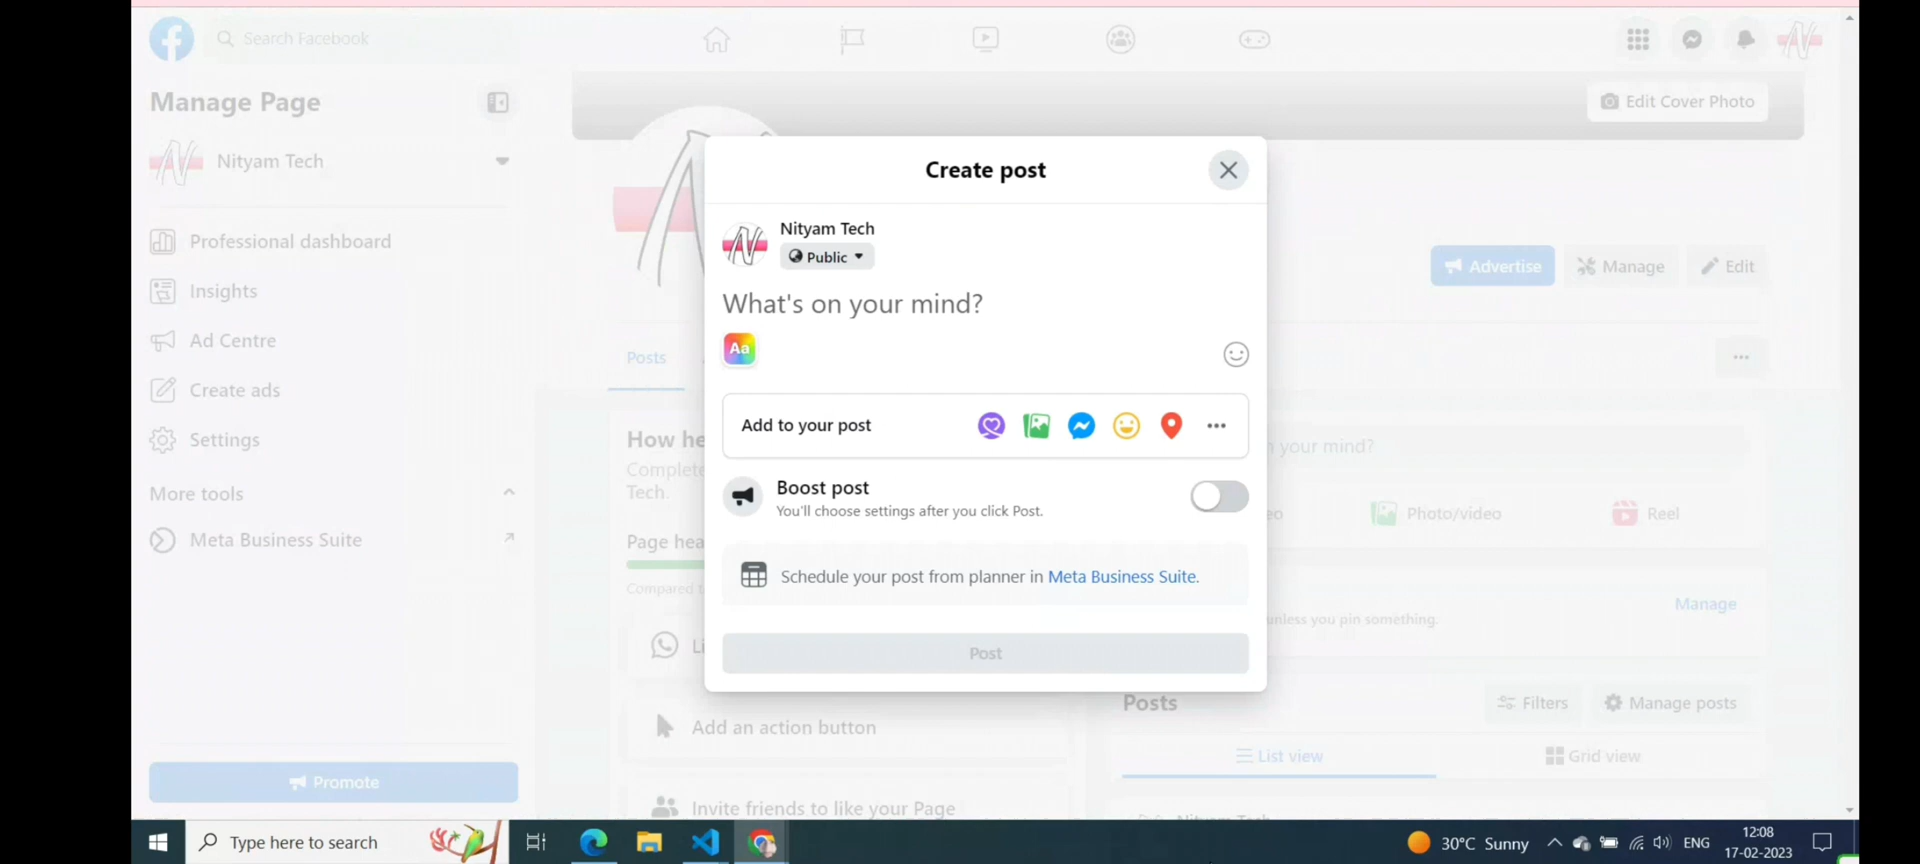 Search Facebook
Manage Page
Edit Cover Photo
Nityam Tech
Create post
Nityam Tech
Public
Professional dashboard
Advertise
Manage
Edit
Insights
What's on your mind?
Ad Centre
Aa
Posts
Create ads
Add to your post
Settings
your mind?
Complete
Tech.
Boost post
You'll choose settings after you click Post.
More tools
Photo/video
Reel
Meta Business Suite
Page
Schedule your post from planner in Meta Business Suite.
Compared
Manage
unless you pin something.
Post
Posts
Filters
Manage posts
Add an action button
List view
Grid view
Promote
Invite friends to like your Page
Nityam Tech
Type here to search
30°C Sunny
ENG
12:08
17-02-2023